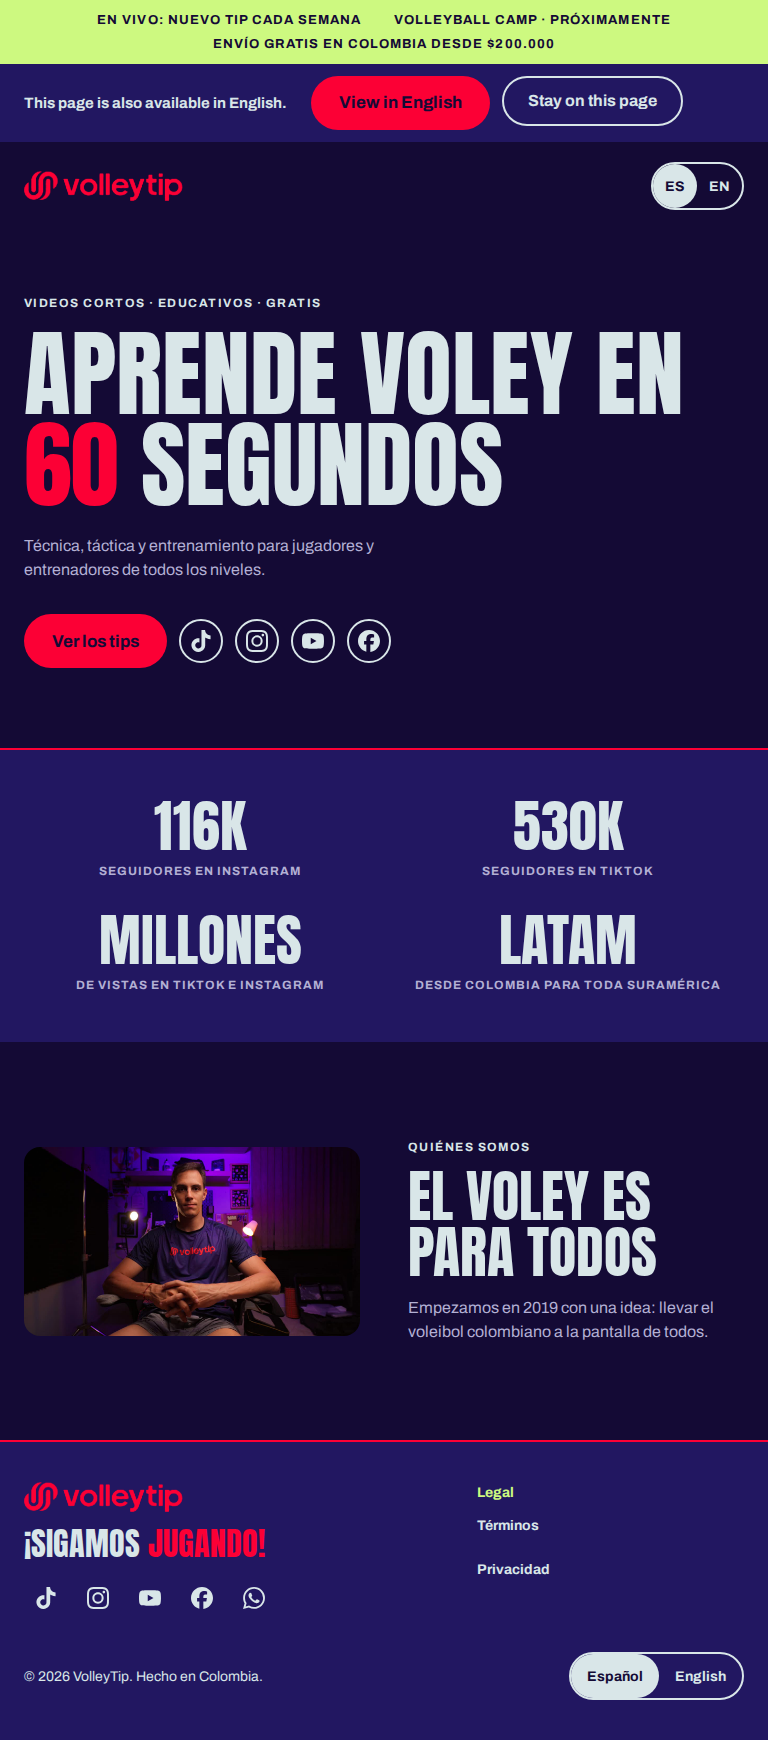 EN VIVO: NUEVO TIP CADA SEMANA VOLLEYBALL CAMP · PRÓXIMAMENTE
ENVÍO GRATIS EN COLOMBIA DESDE $200.000
This page is also available in English. View in English Stay on this page
volleytip ES EN
VIDEOS CORTOS · EDUCATIVOS · GRATIS
APRENDE VOLEY EN
60 SEGUNDOS
Técnica, táctica y entrenamiento para jugadores y
entrenadores de todos los niveles.
Ver los tips
116K
SEGUIDORES EN INSTAGRAM
530K
SEGUIDORES EN TIKTOK
MILLONES
DE VISTAS EN TIKTOK E INSTAGRAM
LATAM
DESDE COLOMBIA PARA TODA SURAMÉRICA
volleytip
QUIÉNES SOMOS
EL VOLEY ES
PARA TODOS
Empezamos en 2019 con una idea: llevar el
voleibol colombiano a la pantalla de todos.
volleytip
¡SIGAMOS JUGANDO!
Legal
Términos
Privacidad
© 2026 VolleyTip. Hecho en Colombia.
Español English